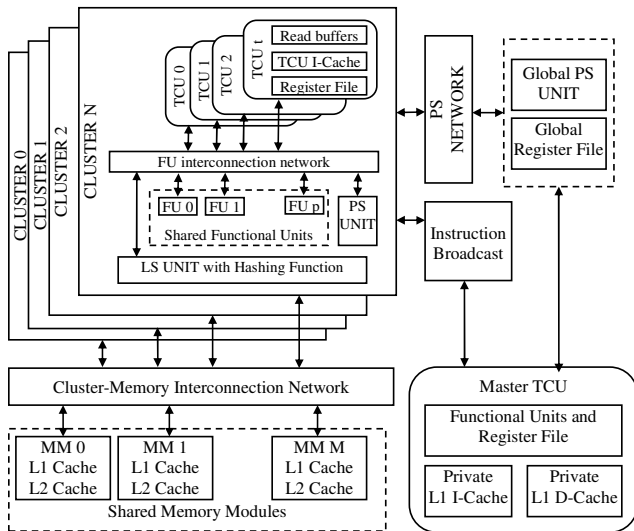 CLUSTER 0
CLUSTER 1
CLUSTER 2
CLUSTER N
TCU 0
TCU 1
TCU 2
TCU t
Read buffers
TCU I-Cache
Register File
FU interconnection network
FU 0
FU 1
FU p
Shared Functional Units
PS
UNIT
LS UNIT with Hashing Function
PS
NETWORK
Global PS
UNIT
Global
Register File
Instruction
Broadcast
Cluster-Memory Interconnection Network
MM 0
L1 Cache
L2 Cache
MM 1
L1 Cache
L2 Cache
MM M
L1 Cache
L2 Cache
Shared Memory Modules
Master TCU
Functional Units and
Register File
Private
L1 I-Cache
Private
L1 D-Cache